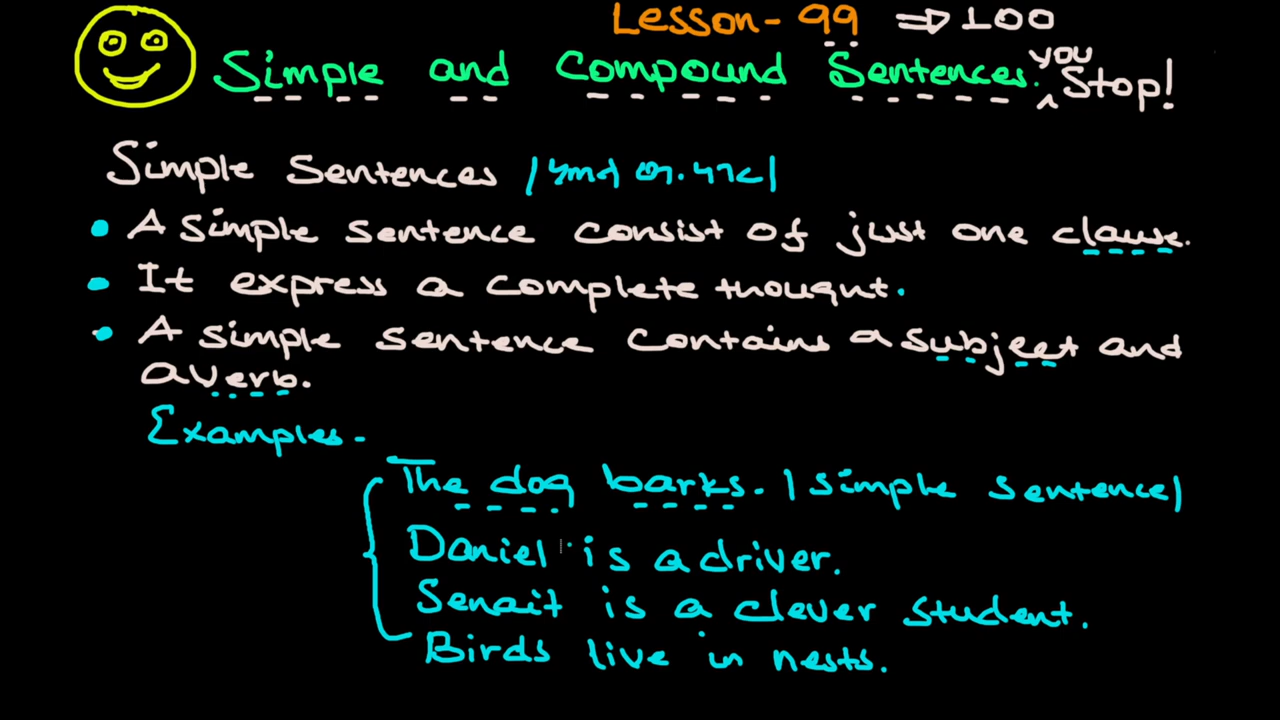 Lesson - 99 ⇒ 100
Simple and Compound Sentences. you Stop!
Simple Sentences
• A simple sentence consist of just one clause.
• It express a complete thought.
• A simple sentence contains a subject and
a verb.
Examples -
The dog barks. / simple sentence /
Daniel is a driver.
Senait is a clever student.
Birds live in nests.